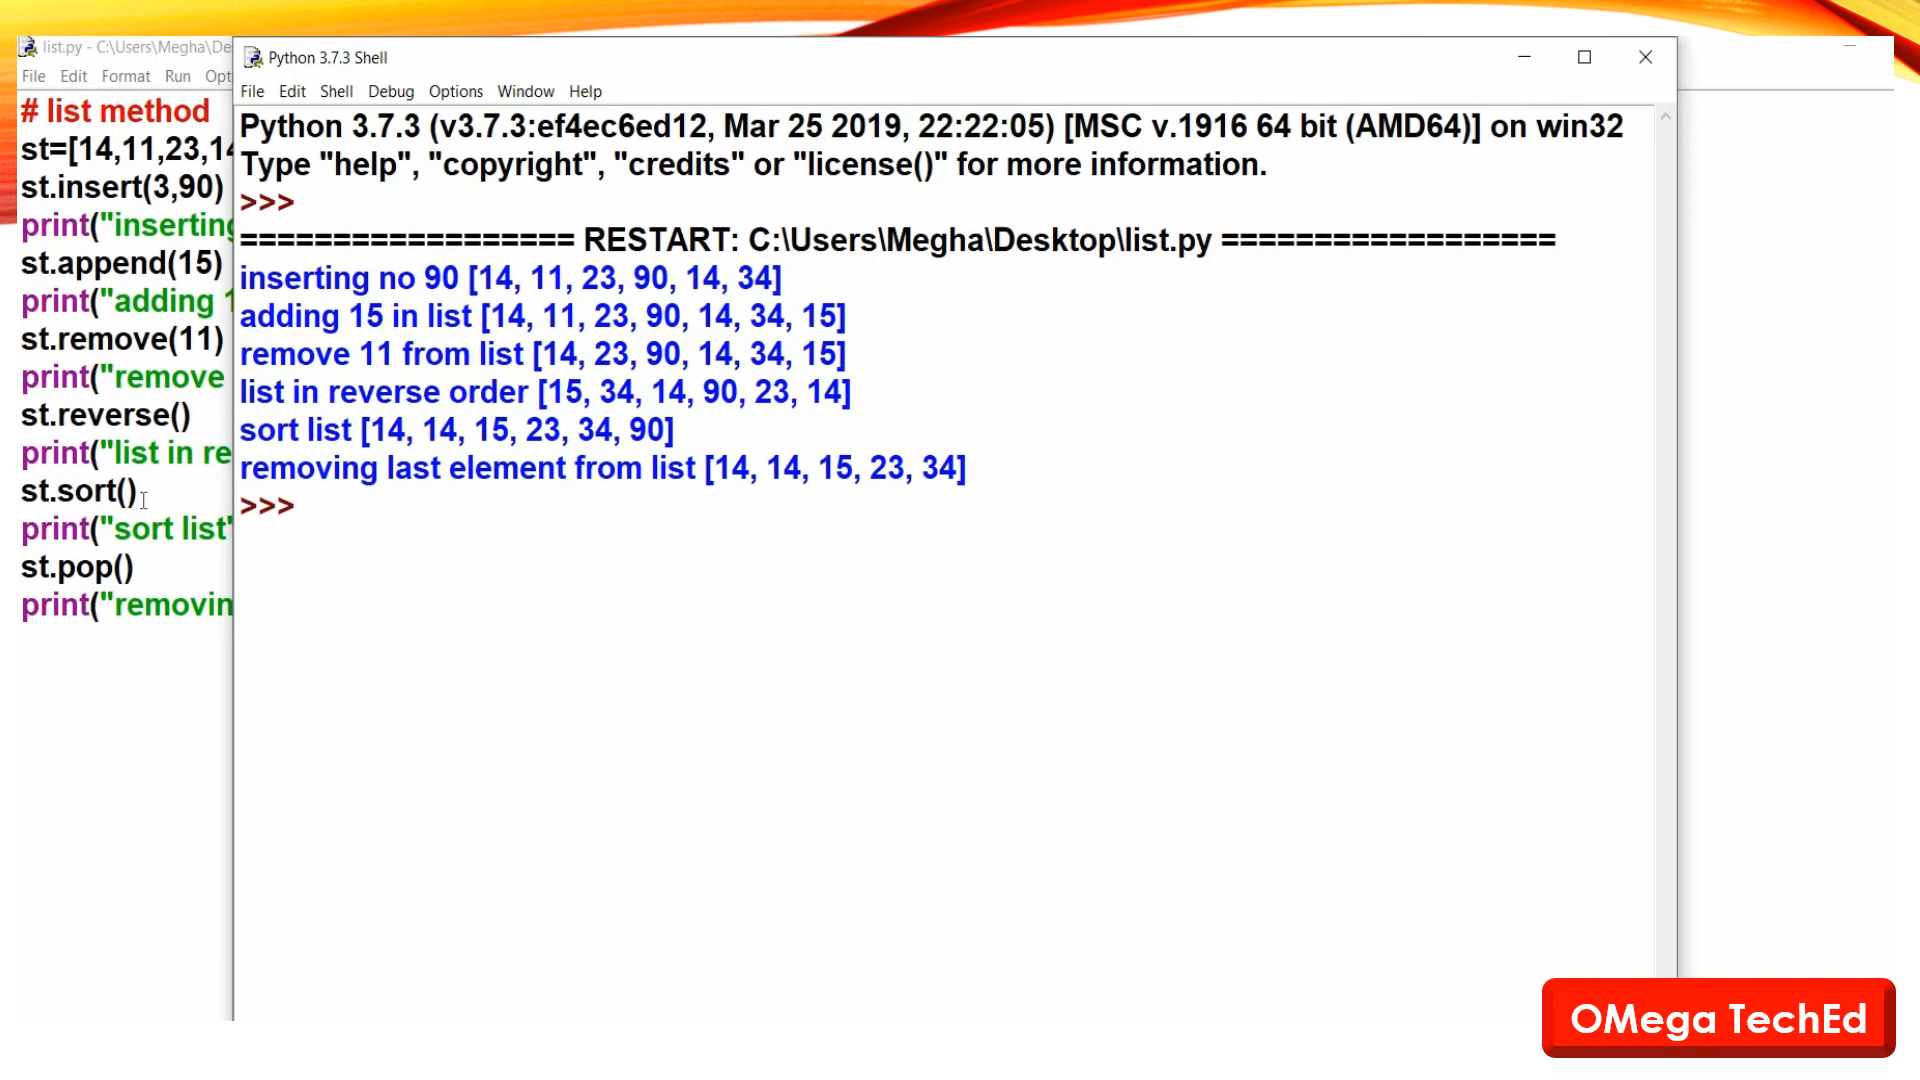 list.py - C:\Users\Megha\De
File Edit Format Run Opt
# list method
st=[14,11,23,14
st.insert(3,90)
print("inserting
st.append(15)
print("adding 1
st.remove(11)
print("remove
st.reverse()
print("list in re
st.sort()
print("sort list"
st.pop()
print("removin
Python 3.7.3 Shell
File Edit Shell Debug Options Window Help
Python 3.7.3 (v3.7.3:ef4ec6ed12, Mar 25 2019, 22:22:05) [MSC v.1916 64 bit (AMD64)] on win32
Type "help", "copyright", "credits" or "license()" for more information.
>>>
================== RESTART: C:\Users\Megha\Desktop\list.py ==================
inserting no 90 [14, 11, 23, 90, 14, 34]
adding 15 in list [14, 11, 23, 90, 14, 34, 15]
remove 11 from list [14, 23, 90, 14, 34, 15]
list in reverse order [15, 34, 14, 90, 23, 14]
sort list [14, 14, 15, 23, 34, 90]
removing last element from list [14, 14, 15, 23, 34]
>>>
OMega TechEd